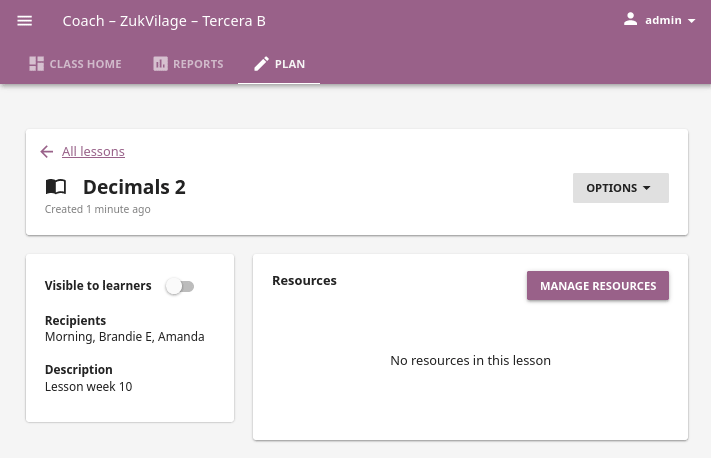 Coach – ZukVilage – Tercera B
admin
CLASS HOME
REPORTS
PLAN
All lessons
Decimals 2
OPTIONS
Created 1 minute ago
Visible to learners
Recipients
Morning, Brandie E, Amanda
Description
Lesson week 10
Resources
MANAGE RESOURCES
No resources in this lesson